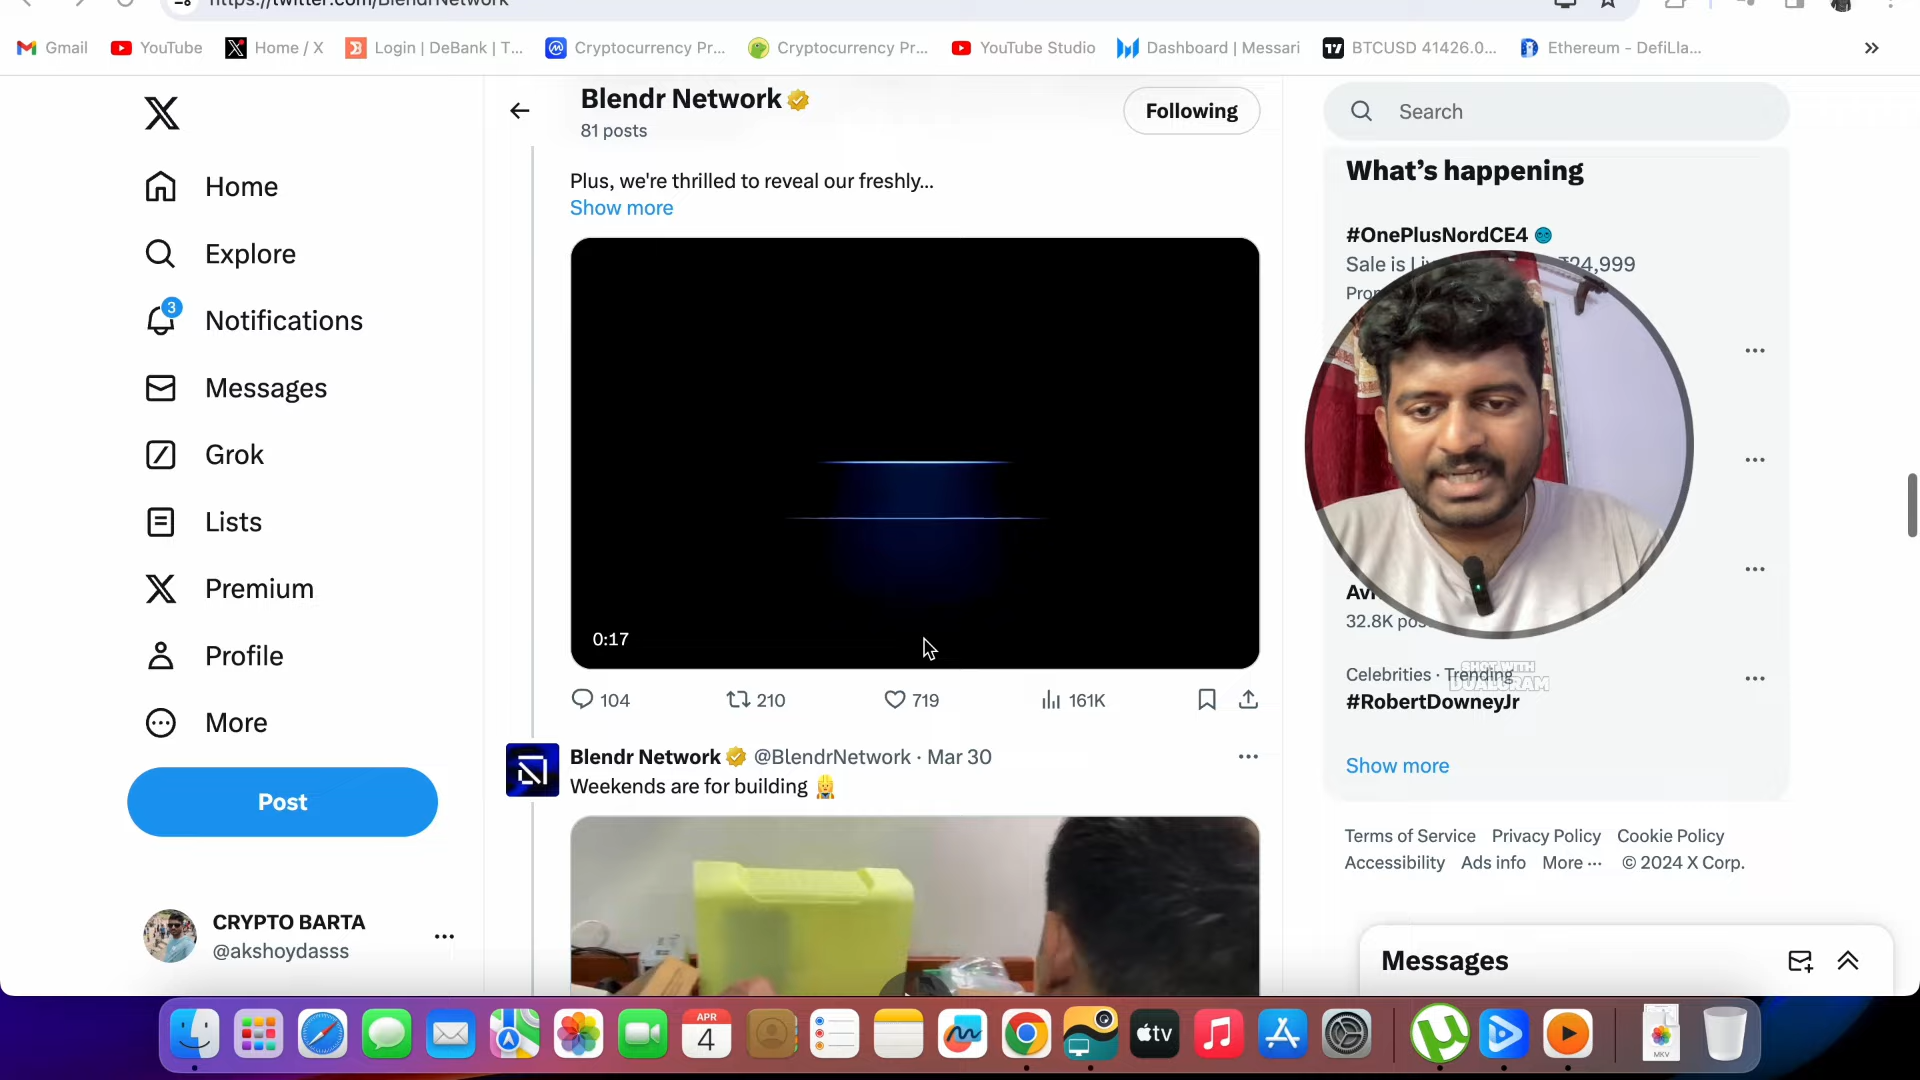 https://twitter.com/BlendrNetwork
Gmail
YouTube
Home / X
Login | DeBank | T...
Cryptocurrency Pr...
Cryptocurrency Pr...
YouTube Studio
Dashboard | Messari
BTCUSD 41426.0...
Ethereum - DefiLla...
Home
Explore
3
Notifications
Messages
Grok
Lists
Premium
Profile
More
Post
CRYPTO BARTA
@akshoydasss
Blendr Network
81 posts
Following
Plus, we're thrilled to reveal our freshly...
Show more
0:17
104
210
719
161K
Blendr Network @BlendrNetwork · Mar 30
Weekends are for building
Search
What's happening
#OnePlusNordCE4
Sale is ₹24,999
32.8K
Celebrities · Trending
SHOT WITH
DUALGRAM
#RobertDowneyJr
Show more
Terms of Service Privacy Policy Cookie Policy
Accessibility Ads info More ··· © 2024 X Corp.
Messages
APR
4
tv
MKV